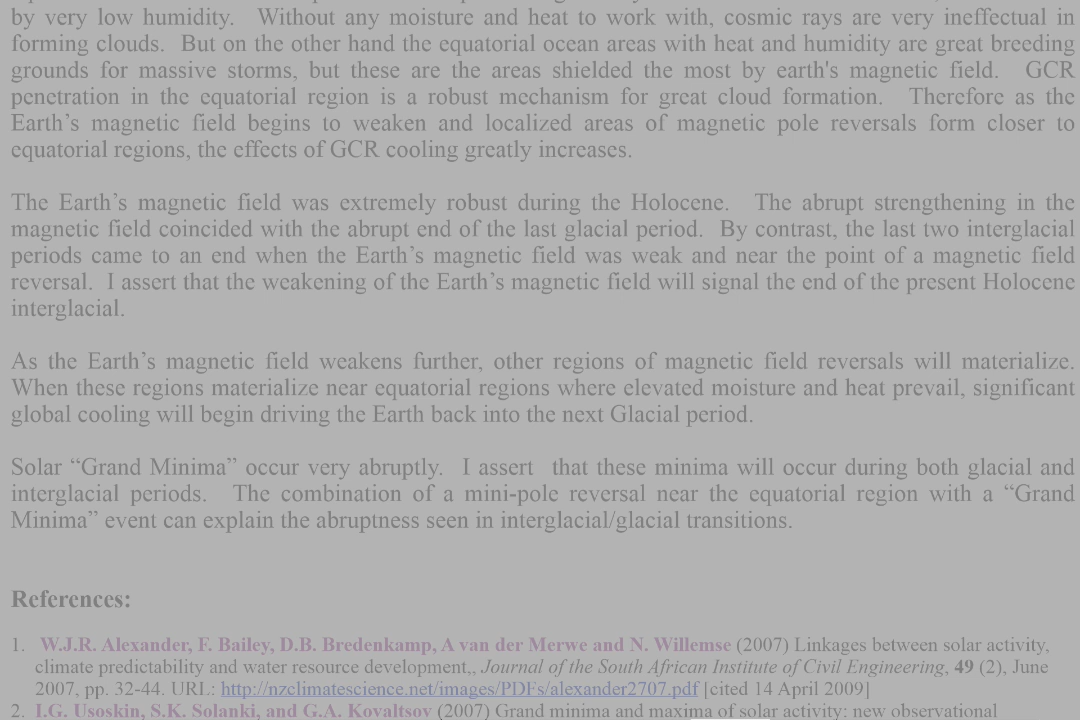 by very low humidity. Without any moisture and heat to work with, cosmic rays are very ineffectual in
forming clouds. But on the other hand the equatorial ocean areas with heat and humidity are great breeding
grounds for massive storms, but these are the areas shielded the most by earth's magnetic field. GCR
penetration in the equatorial region is a robust mechanism for great cloud formation. Therefore as the
Earth’s magnetic field begins to weaken and localized areas of magnetic pole reversals form closer to
equatorial regions, the effects of GCR cooling greatly increases.
The Earth’s magnetic field was extremely robust during the Holocene. The abrupt strengthening in the
magnetic field coincided with the abrupt end of the last glacial period. By contrast, the last two interglacial
periods came to an end when the Earth’s magnetic field was weak and near the point of a magnetic field
reversal. I assert that the weakening of the Earth’s magnetic field will signal the end of the present Holocene
interglacial.
As the Earth’s magnetic field weakens further, other regions of magnetic field reversals will materialize.
When these regions materialize near equatorial regions where elevated moisture and heat prevail, significant
global cooling will begin driving the Earth back into the next Glacial period.
Solar “Grand Minima” occur very abruptly. I assert that these minima will occur during both glacial and
interglacial periods. The combination of a mini-pole reversal near the equatorial region with a “Grand
Minima” event can explain the abruptness seen in interglacial/glacial transitions.
References:
1. W.J.R. Alexander, F. Bailey, D.B. Bredenkamp, A van der Merwe and N. Willemse (2007) Linkages between solar activity,
climate predictability and water resource development,, Journal of the South African Institute of Civil Engineering, 49 (2), June
2007, pp. 32-44. URL: http://nzclimatescience.net/images/PDFs/alexander2707.pdf [cited 14 April 2009]
2. I.G. Usoskin, S.K. Solanki, and G.A. Kovaltsov (2007) Grand minima and maxima of solar activity: new observational